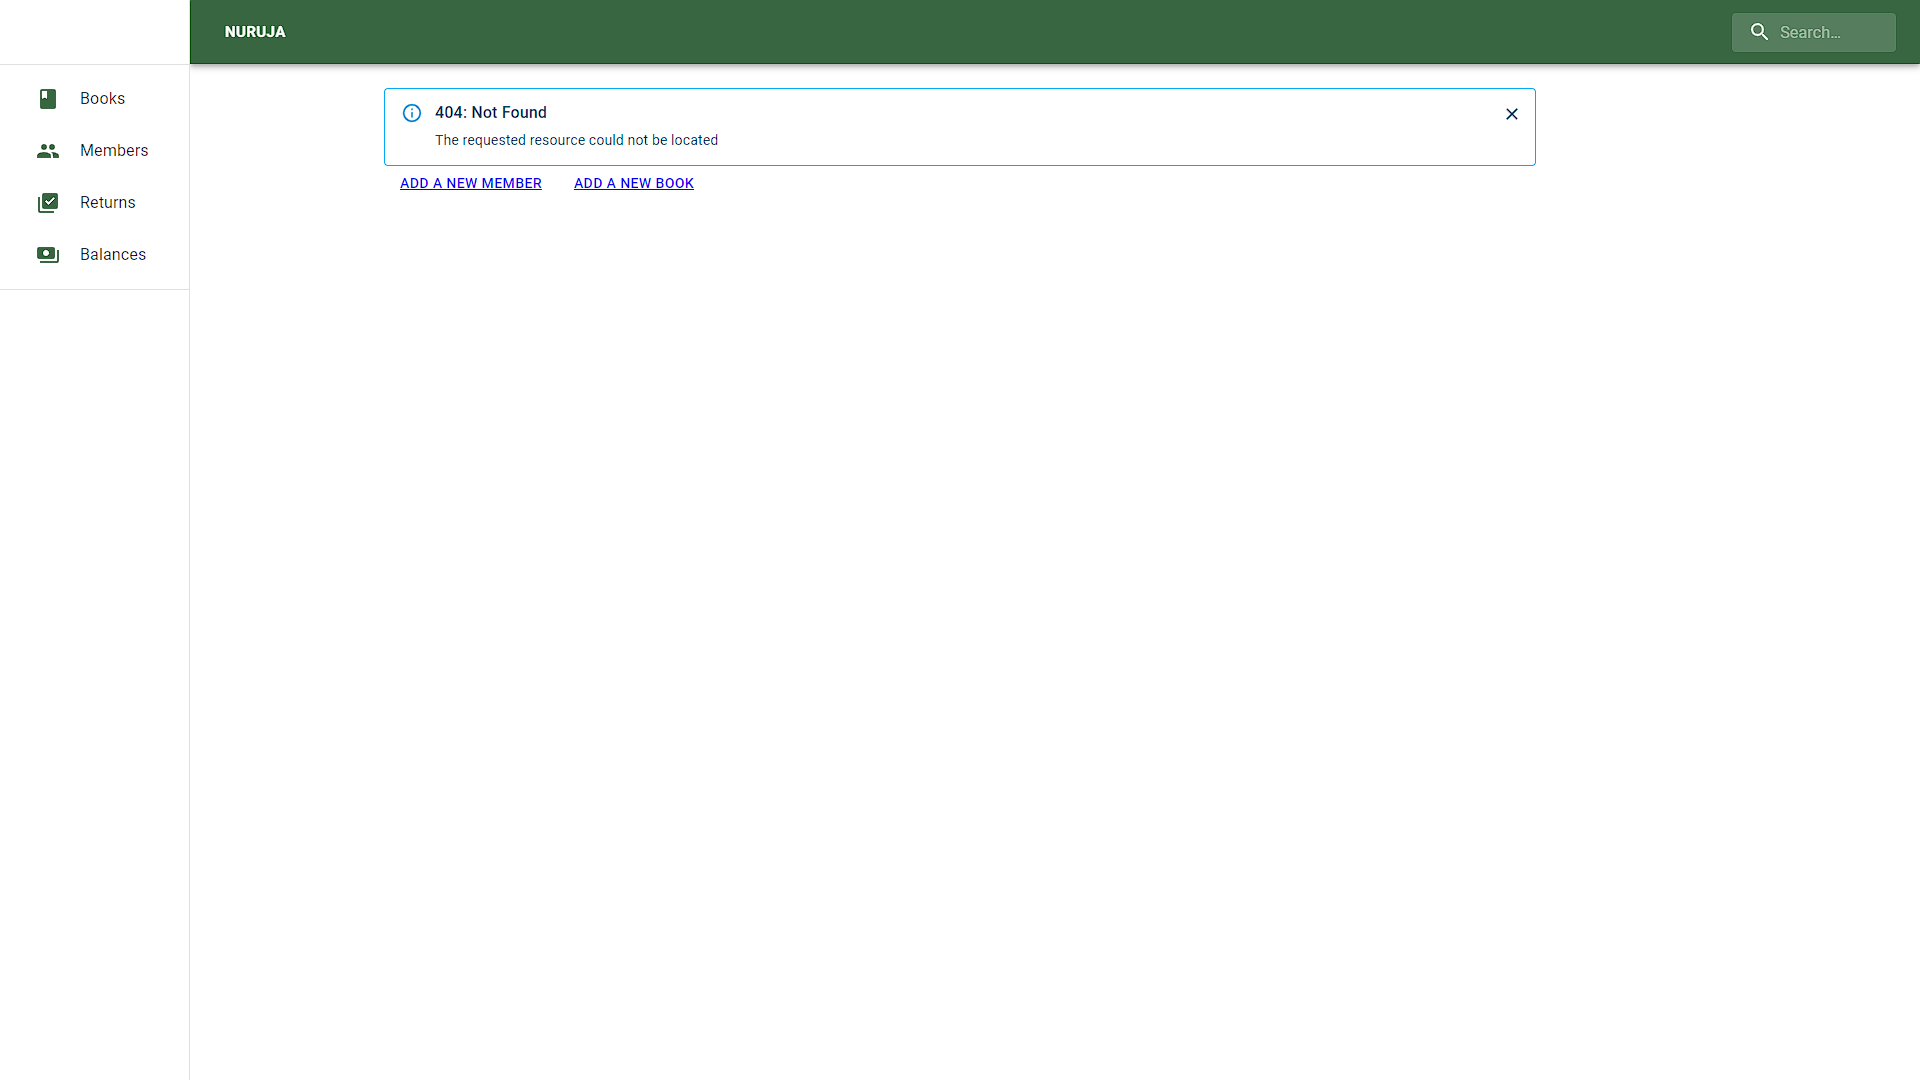 NURUJA
Search…
Books
Members
Returns
Balances
404: Not Found
The requested resource could not be located
ADD A NEW MEMBER
ADD A NEW BOOK